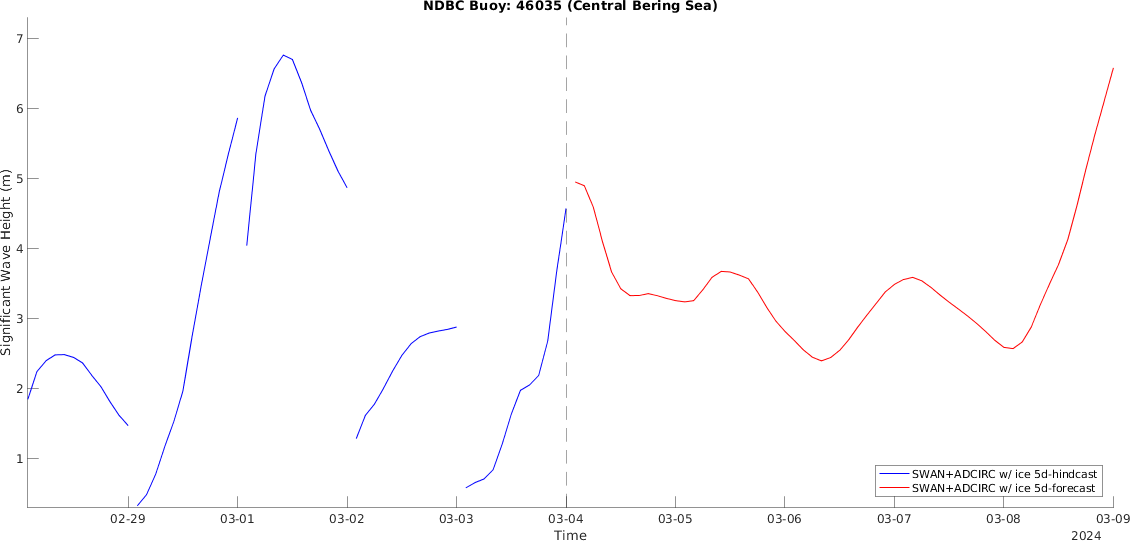 NDBC Buoy: 46035 (Central Bering Sea)
Significant Wave Height (m)
7
6
5
4
3
2
1
SWAN+ADCIRC w/ ice 5d-hindcast
SWAN+ADCIRC w/ ice 5d-forecast
02-29 03-01 03-02 03-03 03-04 03-05 03-06 03-07 03-08 03-09
Time
2024